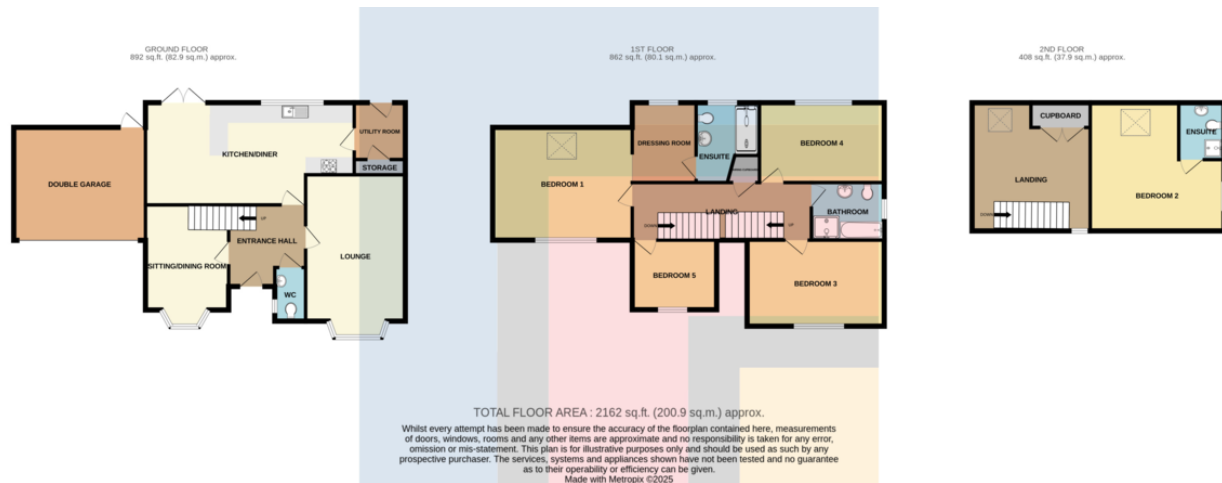 GROUND FLOOR
892 sq.ft. (82.9 sq.m.) approx.
1ST FLOOR
862 sq.ft. (80.1 sq.m.) approx.
2ND FLOOR
408 sq.ft. (37.9 sq.m.) approx.
DOUBLE GARAGE
KITCHEN/DINER
UTILITY ROOM
STORAGE
UP
ENTRANCE HALL
SITTING/DINING ROOM
LOUNGE
WC
BEDROOM 1
DRESSING ROOM
ENSUITE
BEDROOM 4
LANDING
DOWN
UP
BATHROOM
BEDROOM 5
BEDROOM 3
CUPBOARD
ENSUITE
LANDING
BEDROOM 2
DOWN
TOTAL FLOOR AREA : 2162 sq.ft. (200.9 sq.m.) approx.
Whilst every attempt has been made to ensure the accuracy of the floorplan contained here, measurements
of doors, windows, rooms and any other items are approximate and no responsibility is taken for any error,
omission or mis-statement. This plan is for illustrative purposes only and should be used as such by any
prospective purchaser. The services, systems and appliances shown have not been tested and no guarantee
as to their operability or efficiency can be given.
Made with Metropix ©2025